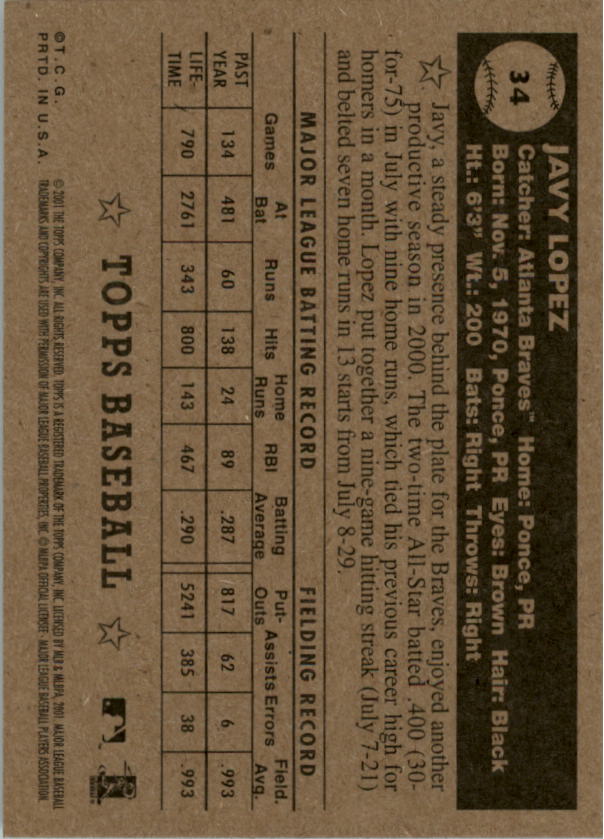 34
JAVY LOPEZ
Catcher: Atlanta Braves™ Home: Ponce, PR
Born: Nov. 5, 1970, Ponce, PR Eyes: Brown Hair: Black
Ht.: 6'3" Wt.: 200 Bats: Right Throws: Right
Javy, a steady presence behind the plate for the Braves, enjoyed another
productive season in 2000. The two-time All-Star batted .400 (30-
for-75) in July with nine home runs, which tied his previous career high for
homers in a month. Lopez put together a nine-game hitting streak (July 7-21)
and belted seven home runs in 13 starts from July 8-29.
MAJOR LEAGUE BATTING RECORD FIELDING RECORD
Games At Bat Runs Hits Home Runs RBI Batting Average Put-Outs Assists Errors Field. Avg.
PAST YEAR 134 481 60 138 24 89 .287 817 62 6 .993
LIFE-TIME 790 2761 343 800 143 467 .290 5241 385 38 .993
TOPPS BASEBALL
©T.C.G. © 2001 THE TOPPS COMPANY, INC. ALL RIGHTS RESERVED. TOPPS IS A REGISTERED TRADEMARK OF THE TOPPS COMPANY, INC. LICENSED BY MLB & MLBPA, 2001. MAJOR LEAGUE BASEBALL
PRTD. IN U.S.A. TRADEMARKS AND COPYRIGHTS ARE USED WITH PERMISSION OF MAJOR LEAGUE BASEBALL PROPERTIES, INC. © MLBPA OFFICIAL LICENSEE - MAJOR LEAGUE BASEBALL PLAYERS ASSOCIATION.